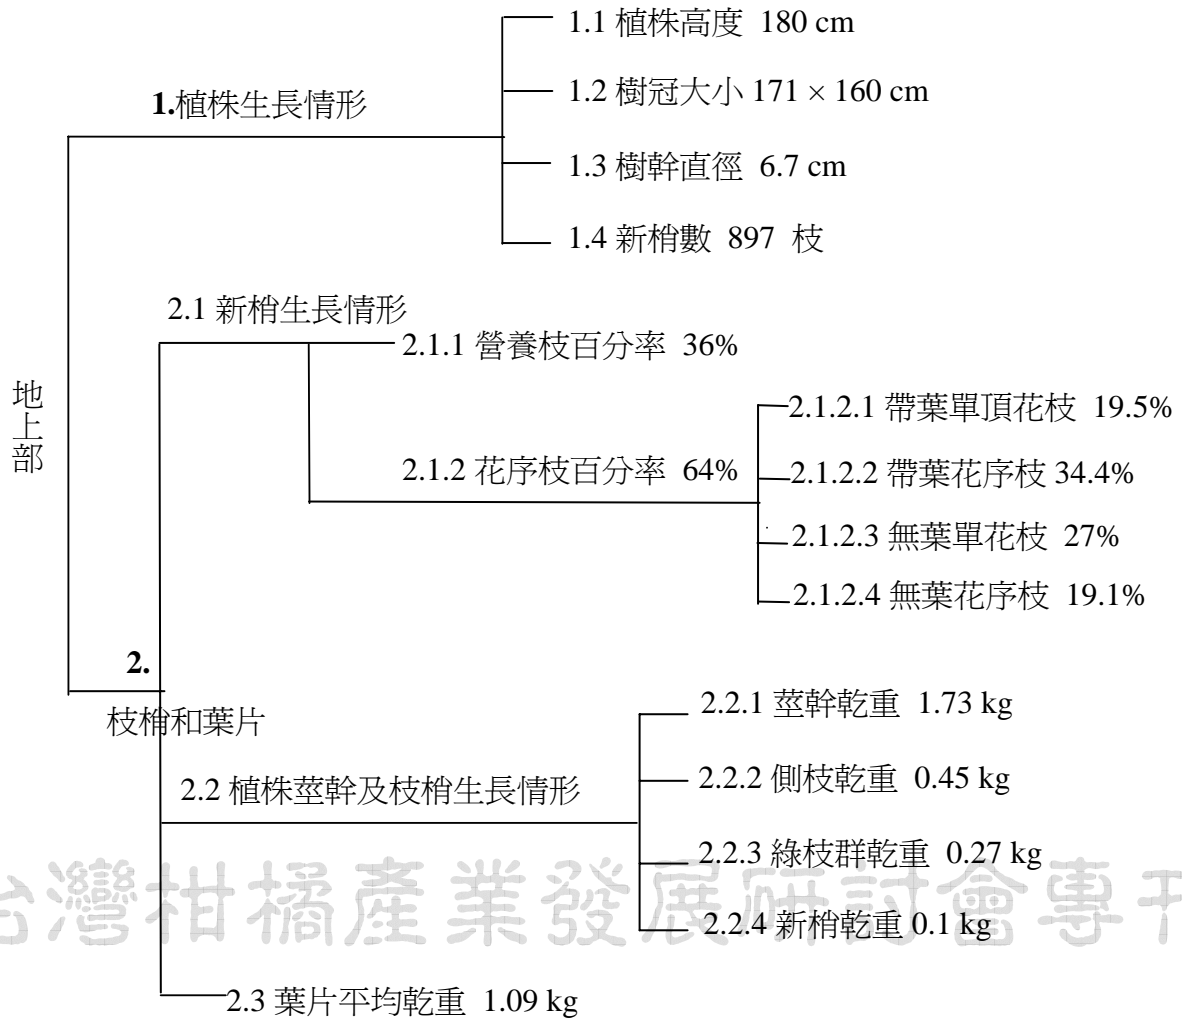 1.1 植株高度 180 cm
1.2 樹冠大小 171 × 160 cm
1.植株生長情形
1.3 樹幹直徑 6.7 cm
1.4 新梢數 897 枝
2.1 新梢生長情形
2.1.1 營養枝百分率 36%
地上部
2.1.2.1 帶葉單頂花枝 19.5%
2.1.2 花序枝百分率 64%
2.1.2.2 帶葉花序枝 34.4%
2.1.2.3 無葉單花枝 27%
2.1.2.4 無葉花序枝 19.1%
2.
枝梢和葉片
2.2.1 莖幹乾重 1.73 kg
2.2 植株莖幹及枝梢生長情形
2.2.2 側枝乾重 0.45 kg
2.2.3 綠枝群乾重 0.27 kg
台灣柑橘產業發展研討會專刊
2.2.4 新梢乾重 0.1 kg
2.3 葉片平均乾重 1.09 kg